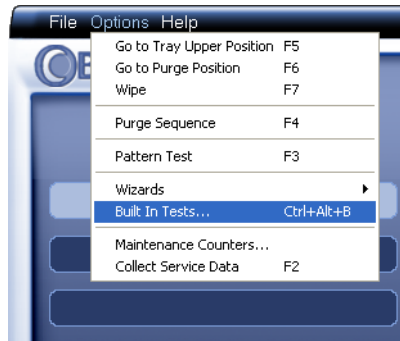 File Options Help
Go to Tray Upper Position F5
Go to Purge Position F6
Wipe F7
Purge Sequence F4
Pattern Test F3
Wizards
Built In Tests... Ctrl+Alt+B
Maintenance Counters...
Collect Service Data F2